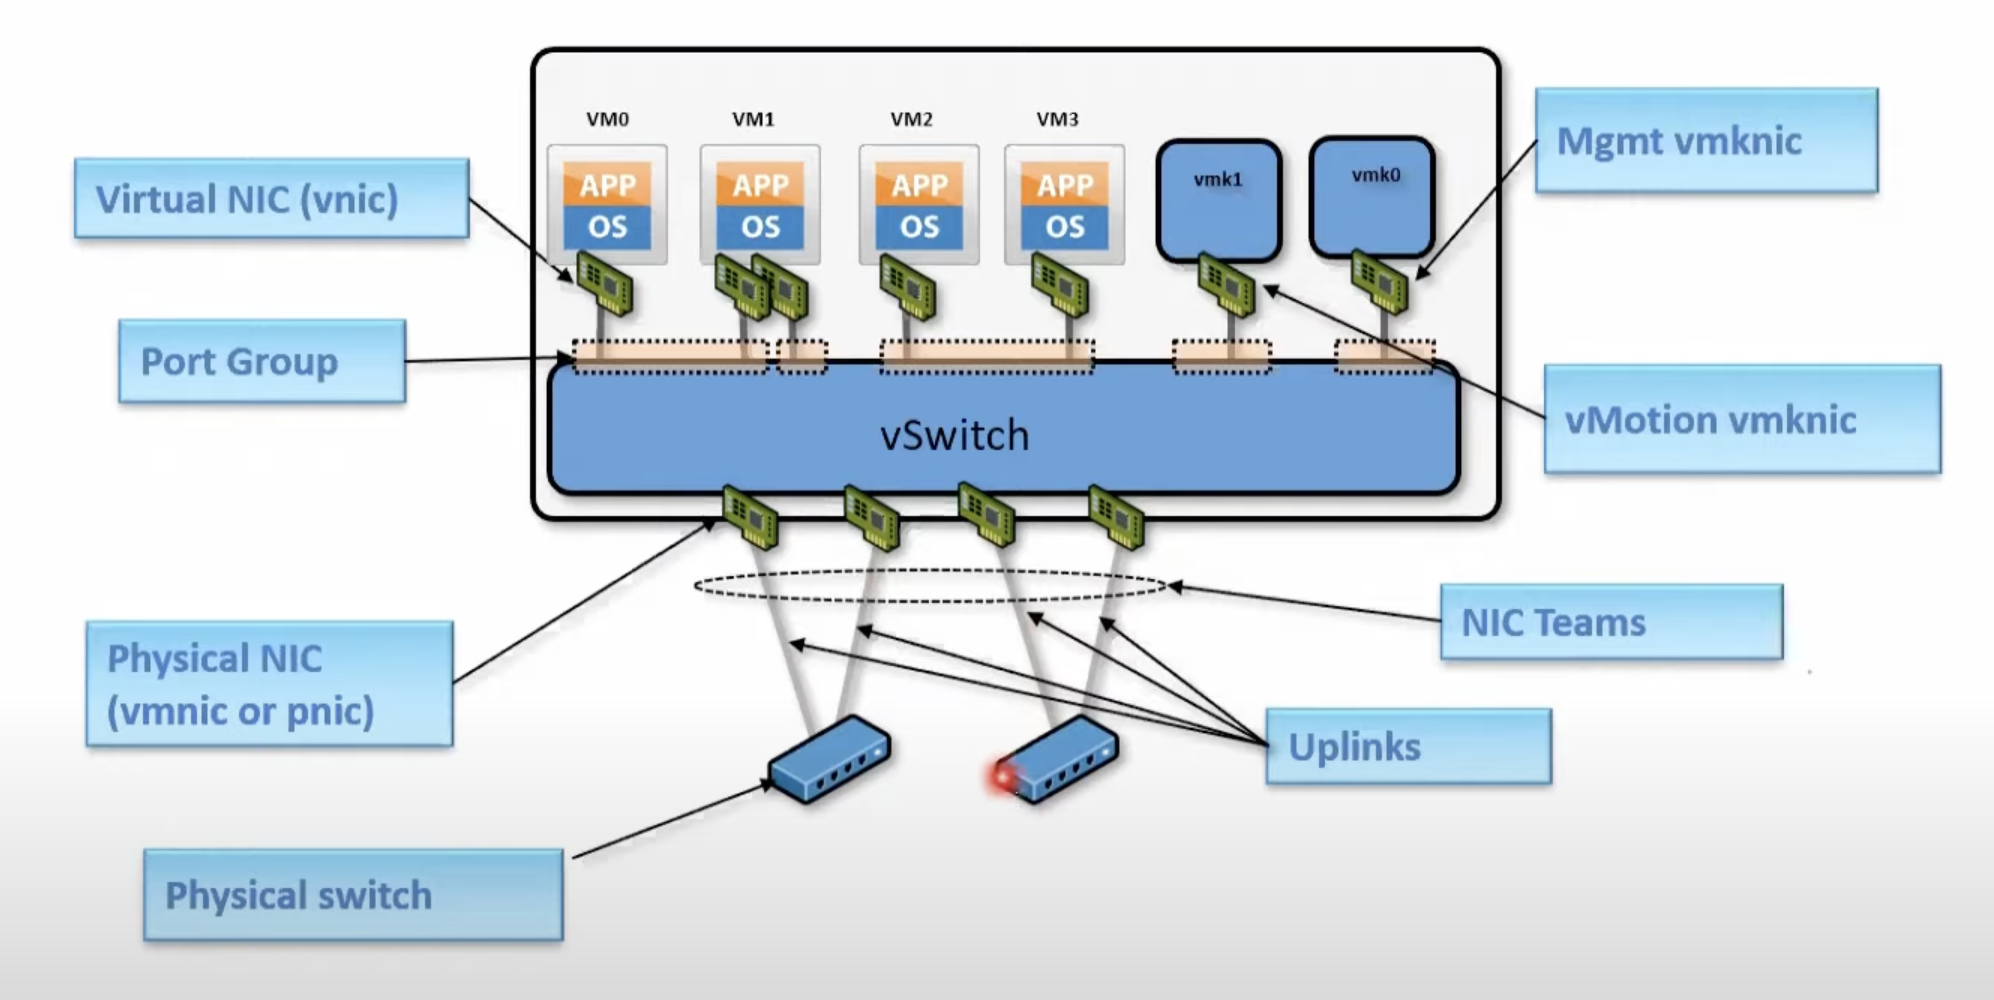 VM0
VM1
VM2
VM3
APP
OS
APP
OS
APP
OS
APP
OS
vmk1
vmk0
Mgmt vmknic
Virtual NIC (vnic)
Port Group
vSwitch
vMotion vmknic
Physical NIC
(vmnic or pnic)
NIC Teams
Uplinks
Physical switch